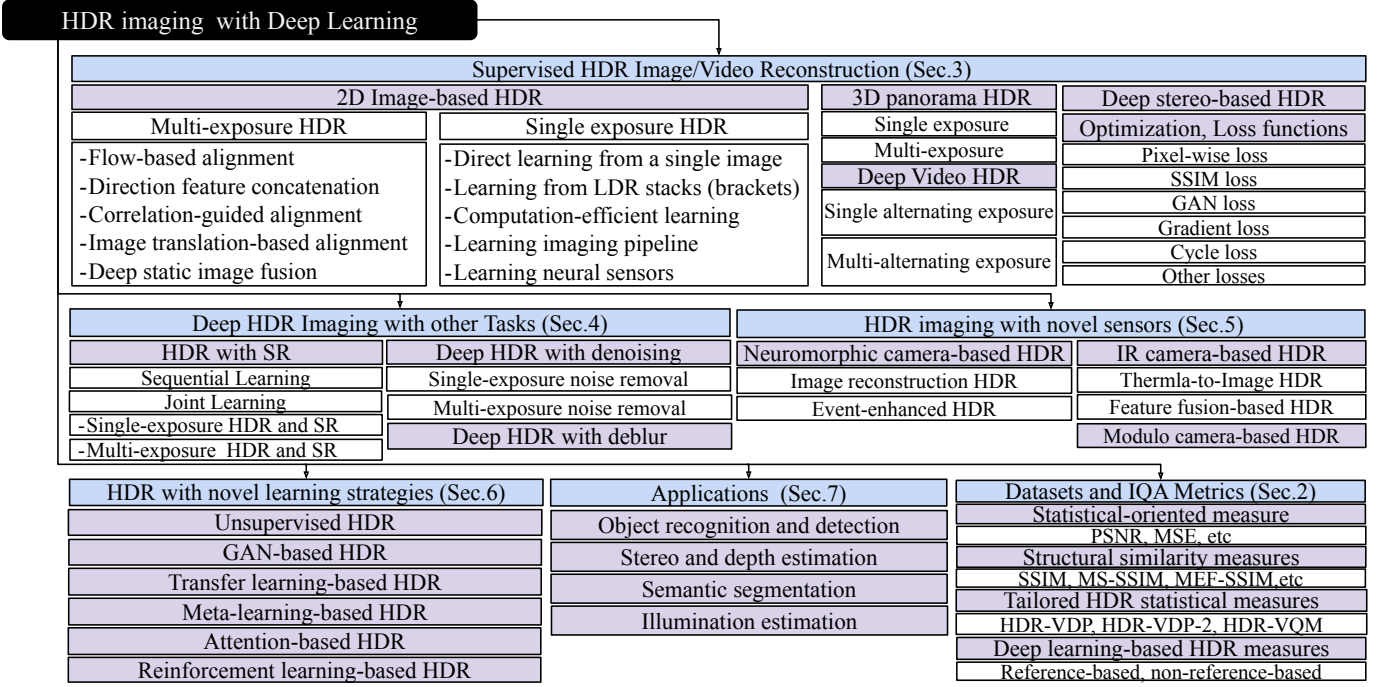 HDR imaging with Deep Learning
Supervised HDR Image/Video Reconstruction (Sec.3)
2D Image-based HDR
Multi-exposure HDR
-Flow-based alignment
-Direction feature concatenation
-Correlation-guided alignment
-Image translation-based alignment
-Deep static image fusion
Single exposure HDR
-Direct learning from a single image
-Learning from LDR stacks (brackets)
-Computation-efficient learning
-Learning imaging pipeline
-Learning neural sensors
3D panorama HDR
Single exposure
Multi-exposure
Deep Video HDR
Single alternating exposure
Multi-alternating exposure
Deep stereo-based HDR
Optimization, Loss functions
Pixel-wise loss
SSIM loss
GAN loss
Gradient loss
Cycle loss
Other losses
Deep HDR Imaging with other Tasks (Sec.4)
HDR with SR
Sequential Learning
Joint Learning
-Single-exposure HDR and SR
-Multi-exposure HDR and SR
Deep HDR with denoising
Single-exposure noise removal
Multi-exposure noise removal
Deep HDR with deblur
HDR imaging with novel sensors (Sec.5)
Neuromorphic camera-based HDR
Image reconstruction HDR
Event-enhanced HDR
IR camera-based HDR
Thermla-to-Image HDR
Feature fusion-based HDR
Modulo camera-based HDR
HDR with novel learning strategies (Sec.6)
Unsupervised HDR
GAN-based HDR
Transfer learning-based HDR
Meta-learning-based HDR
Attention-based HDR
Reinforcement learning-based HDR
Applications (Sec.7)
Object recognition and detection
Stereo and depth estimation
Semantic segmentation
Illumination estimation
Datasets and IQA Metrics (Sec.2)
Statistical-oriented measure
PSNR, MSE, etc
Structural similarity measures
SSIM, MS-SSIM, MEF-SSIM,etc
Tailored HDR statistical measures
HDR-VDP, HDR-VDP-2, HDR-VQM
Deep learning-based HDR measures
Reference-based, non-reference-based